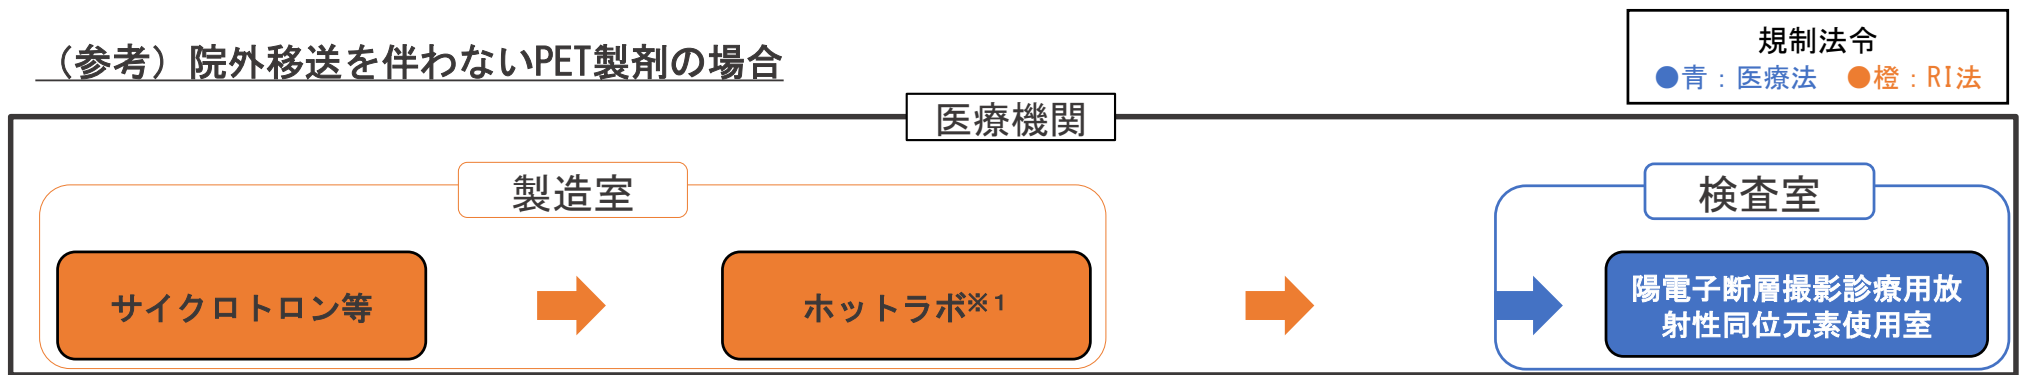 （参考）院外移送を伴わないPET製剤の場合
規制法令
●青：医療法 ●橙：RI法
医療機関
製造室
検査室
サイクロトロン等
ホットラボ※1
陽電子断層撮影診療用放
射性同位元素使用室